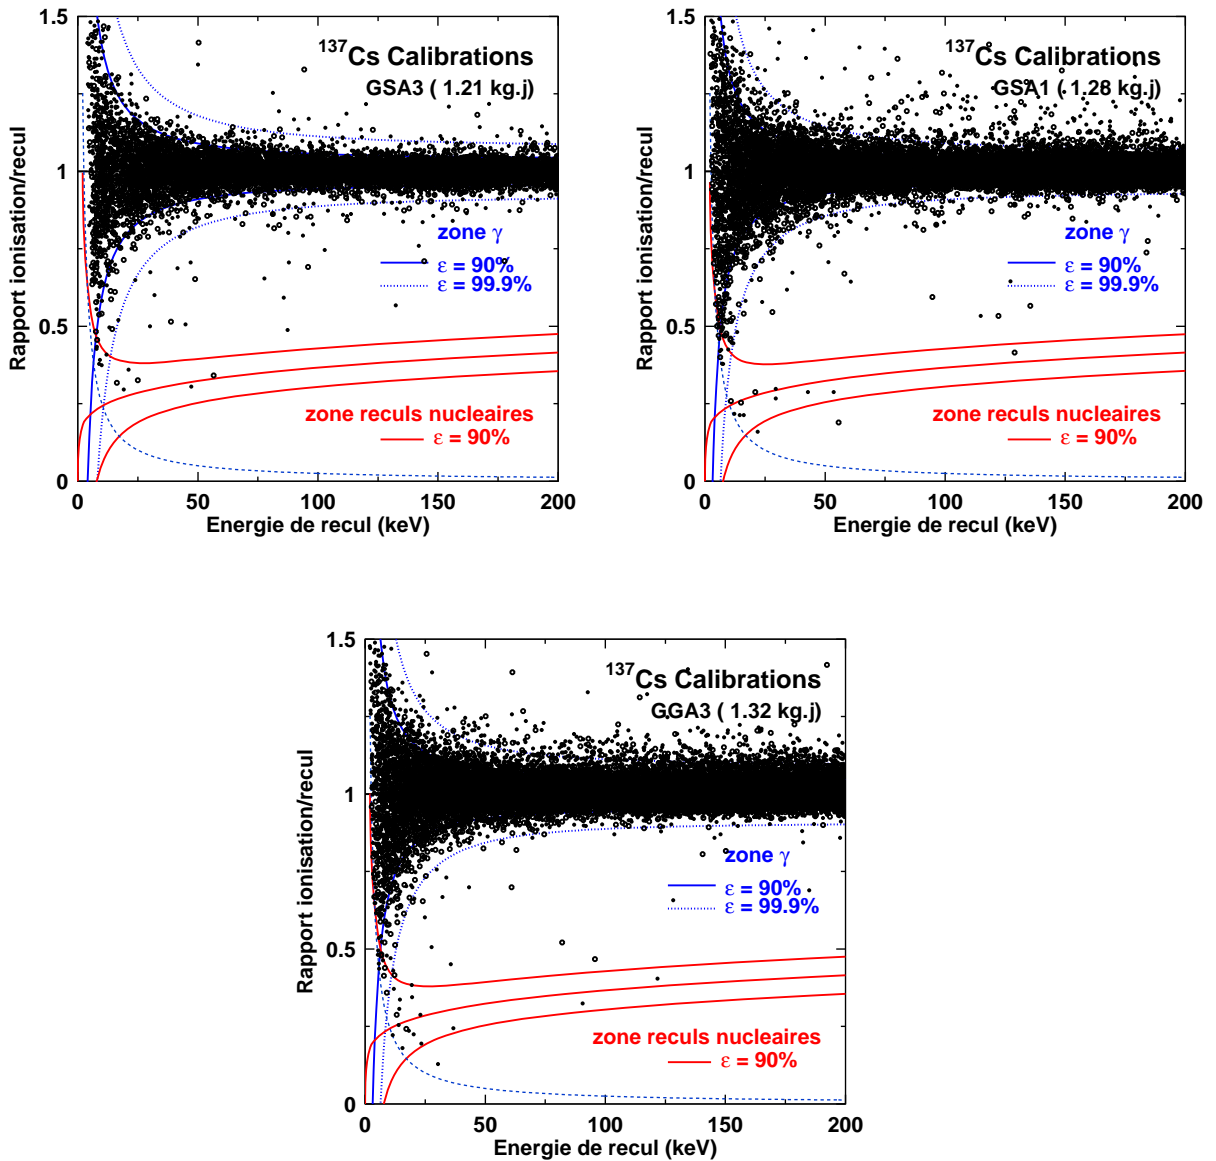 1.5
1
0.5
0
Rapport ionisation/recul
137Cs Calibrations
GSA3 ( 1.21 kg.j)
zone γ
ε = 90%
ε = 99.9%
zone reculs nucleaires
ε = 90%
0 50 100 150 200
Energie de recul (keV)
1.5
1
0.5
0
Rapport ionisation/recul
137Cs Calibrations
GSA1 ( 1.28 kg.j)
zone γ
ε = 90%
ε = 99.9%
zone reculs nucleaires
ε = 90%
0 50 100 150 200
Energie de recul (keV)
1.5
1
0.5
0
Rapport ionisation/recul
137Cs Calibrations
GGA3 ( 1.32 kg.j)
zone γ
ε = 90%
ε = 99.9%
zone reculs nucleaires
ε = 90%
0 50 100 150 200
Energie de recul (keV)